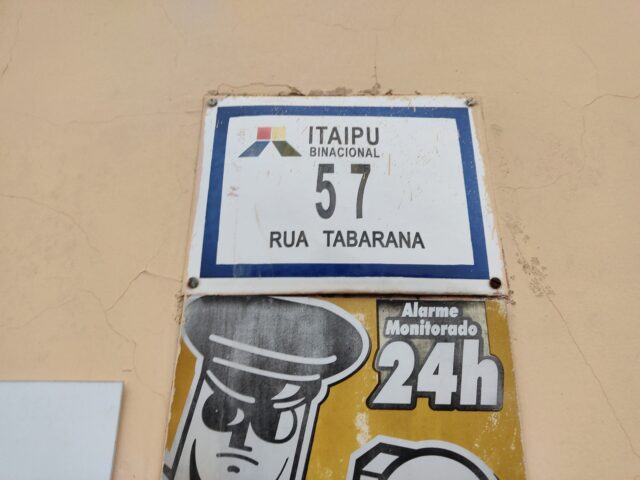 ITAIPU
BINACIONAL
57
RUA TABARANA
Alarme
Monitorado
24h